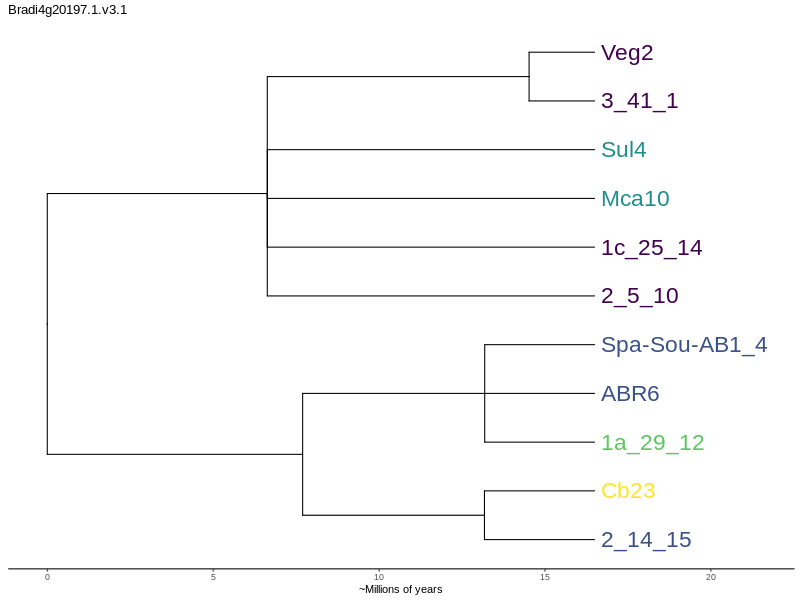 Bradi4g20197.1.v3.1
Veg2
3_41_1
Sul4
Mca10
1c_25_14
2_5_10
Spa-Sou-AB1_4
ABR6
1a_29_12
Cb23
2_14_15
0 5 10 15 20
~Millions of years